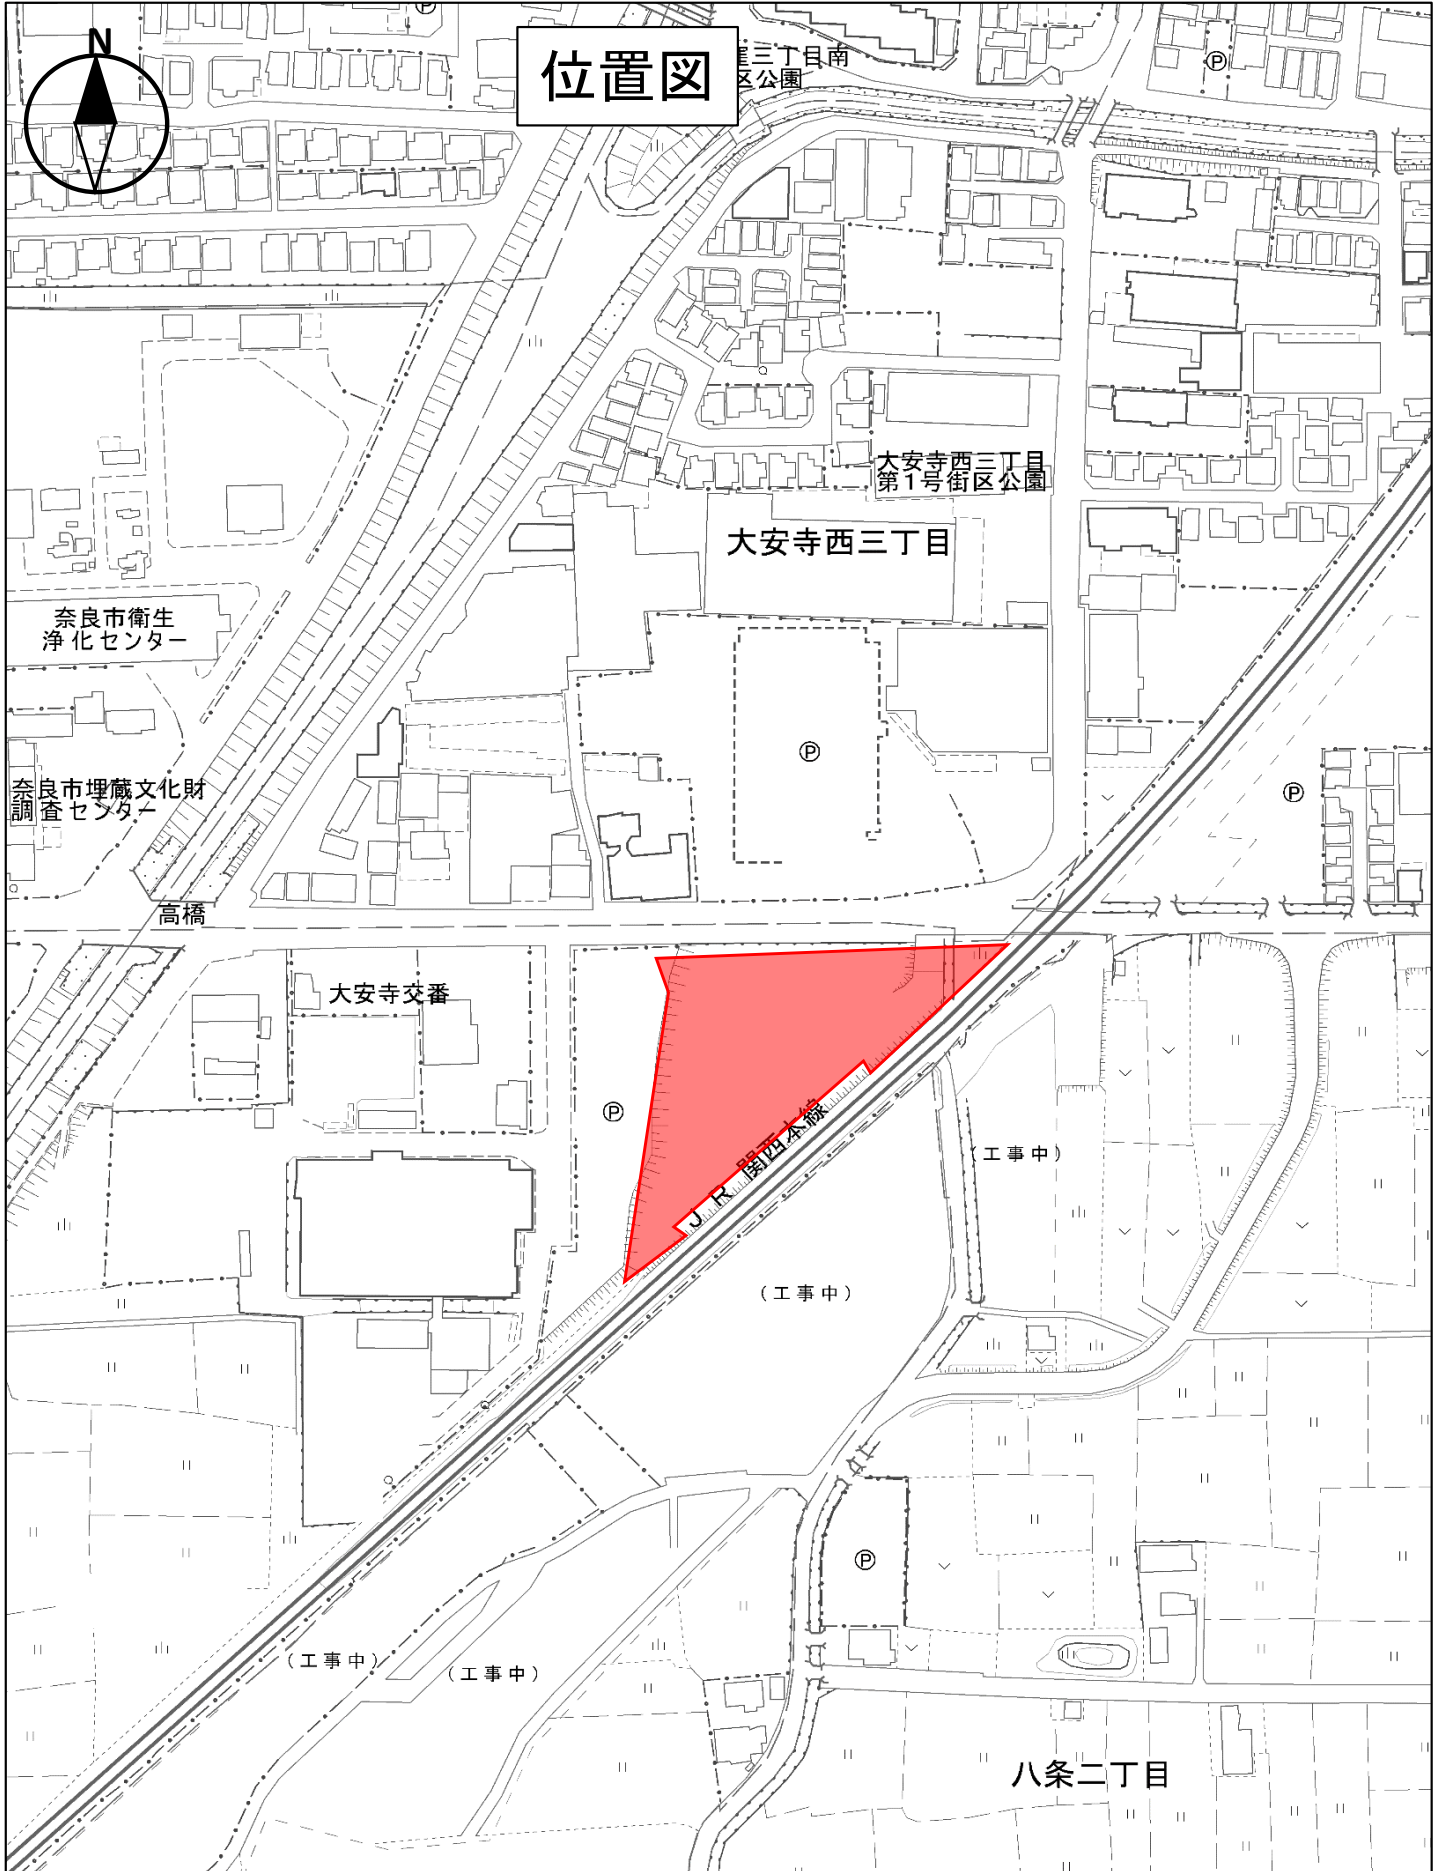 N
位置図
三丁目南
区公園
Ⓟ
Ⓟ
大安寺西三丁目
第1号街区公園
大安寺西三丁目
奈良市衛生
浄化センター
Ⓟ
Ⓟ
奈良市埋蔵文化財
調査センター
高橋
大安寺交番
Ⓟ
JR 関西本線
(工事中)
(工事中)
Ⓟ
(工事中)
(工事中)
八条二丁目